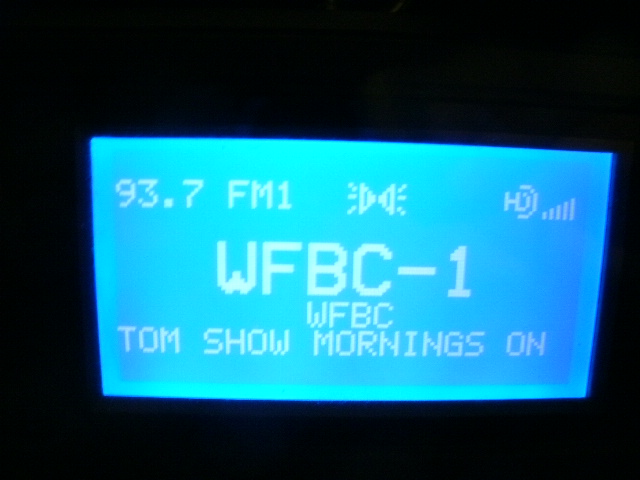 93.7 FM1 HD
WFBC-1
WFBC
TOM SHOW MORNINGS ON